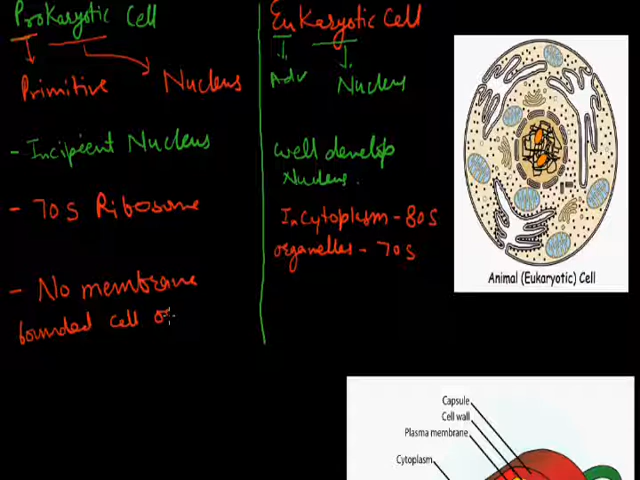 Prokaryotic Cell
Primitive Nucleus
- Incipient Nucleus
- 70S Ribosome
- No membrane
bounded cell o
Eukaryotic Cell
Adv Nucleus
well develop
Nucleus.
In Cytoplasm - 80S
organelles - 70S
Animal (Eukaryotic) Cell
Capsule
Cell wall
Plasma membrane
Cytoplasm